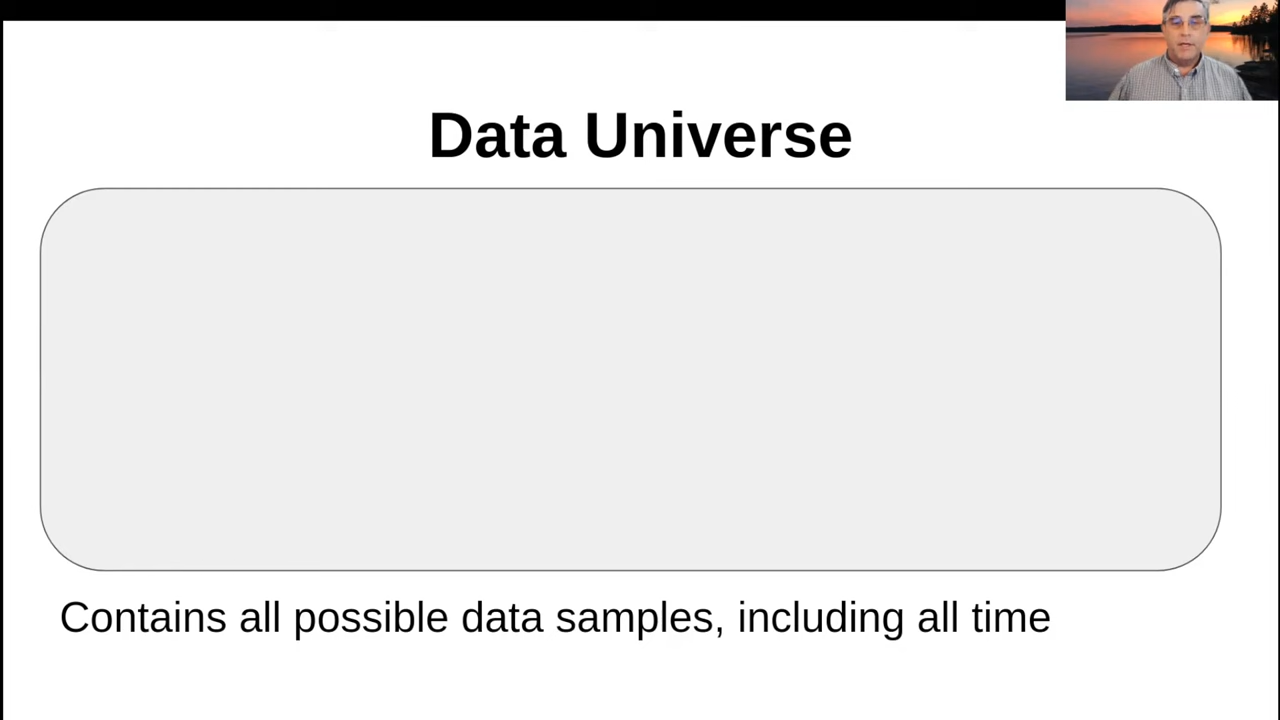 Data Universe
Contains all possible data samples, including all time